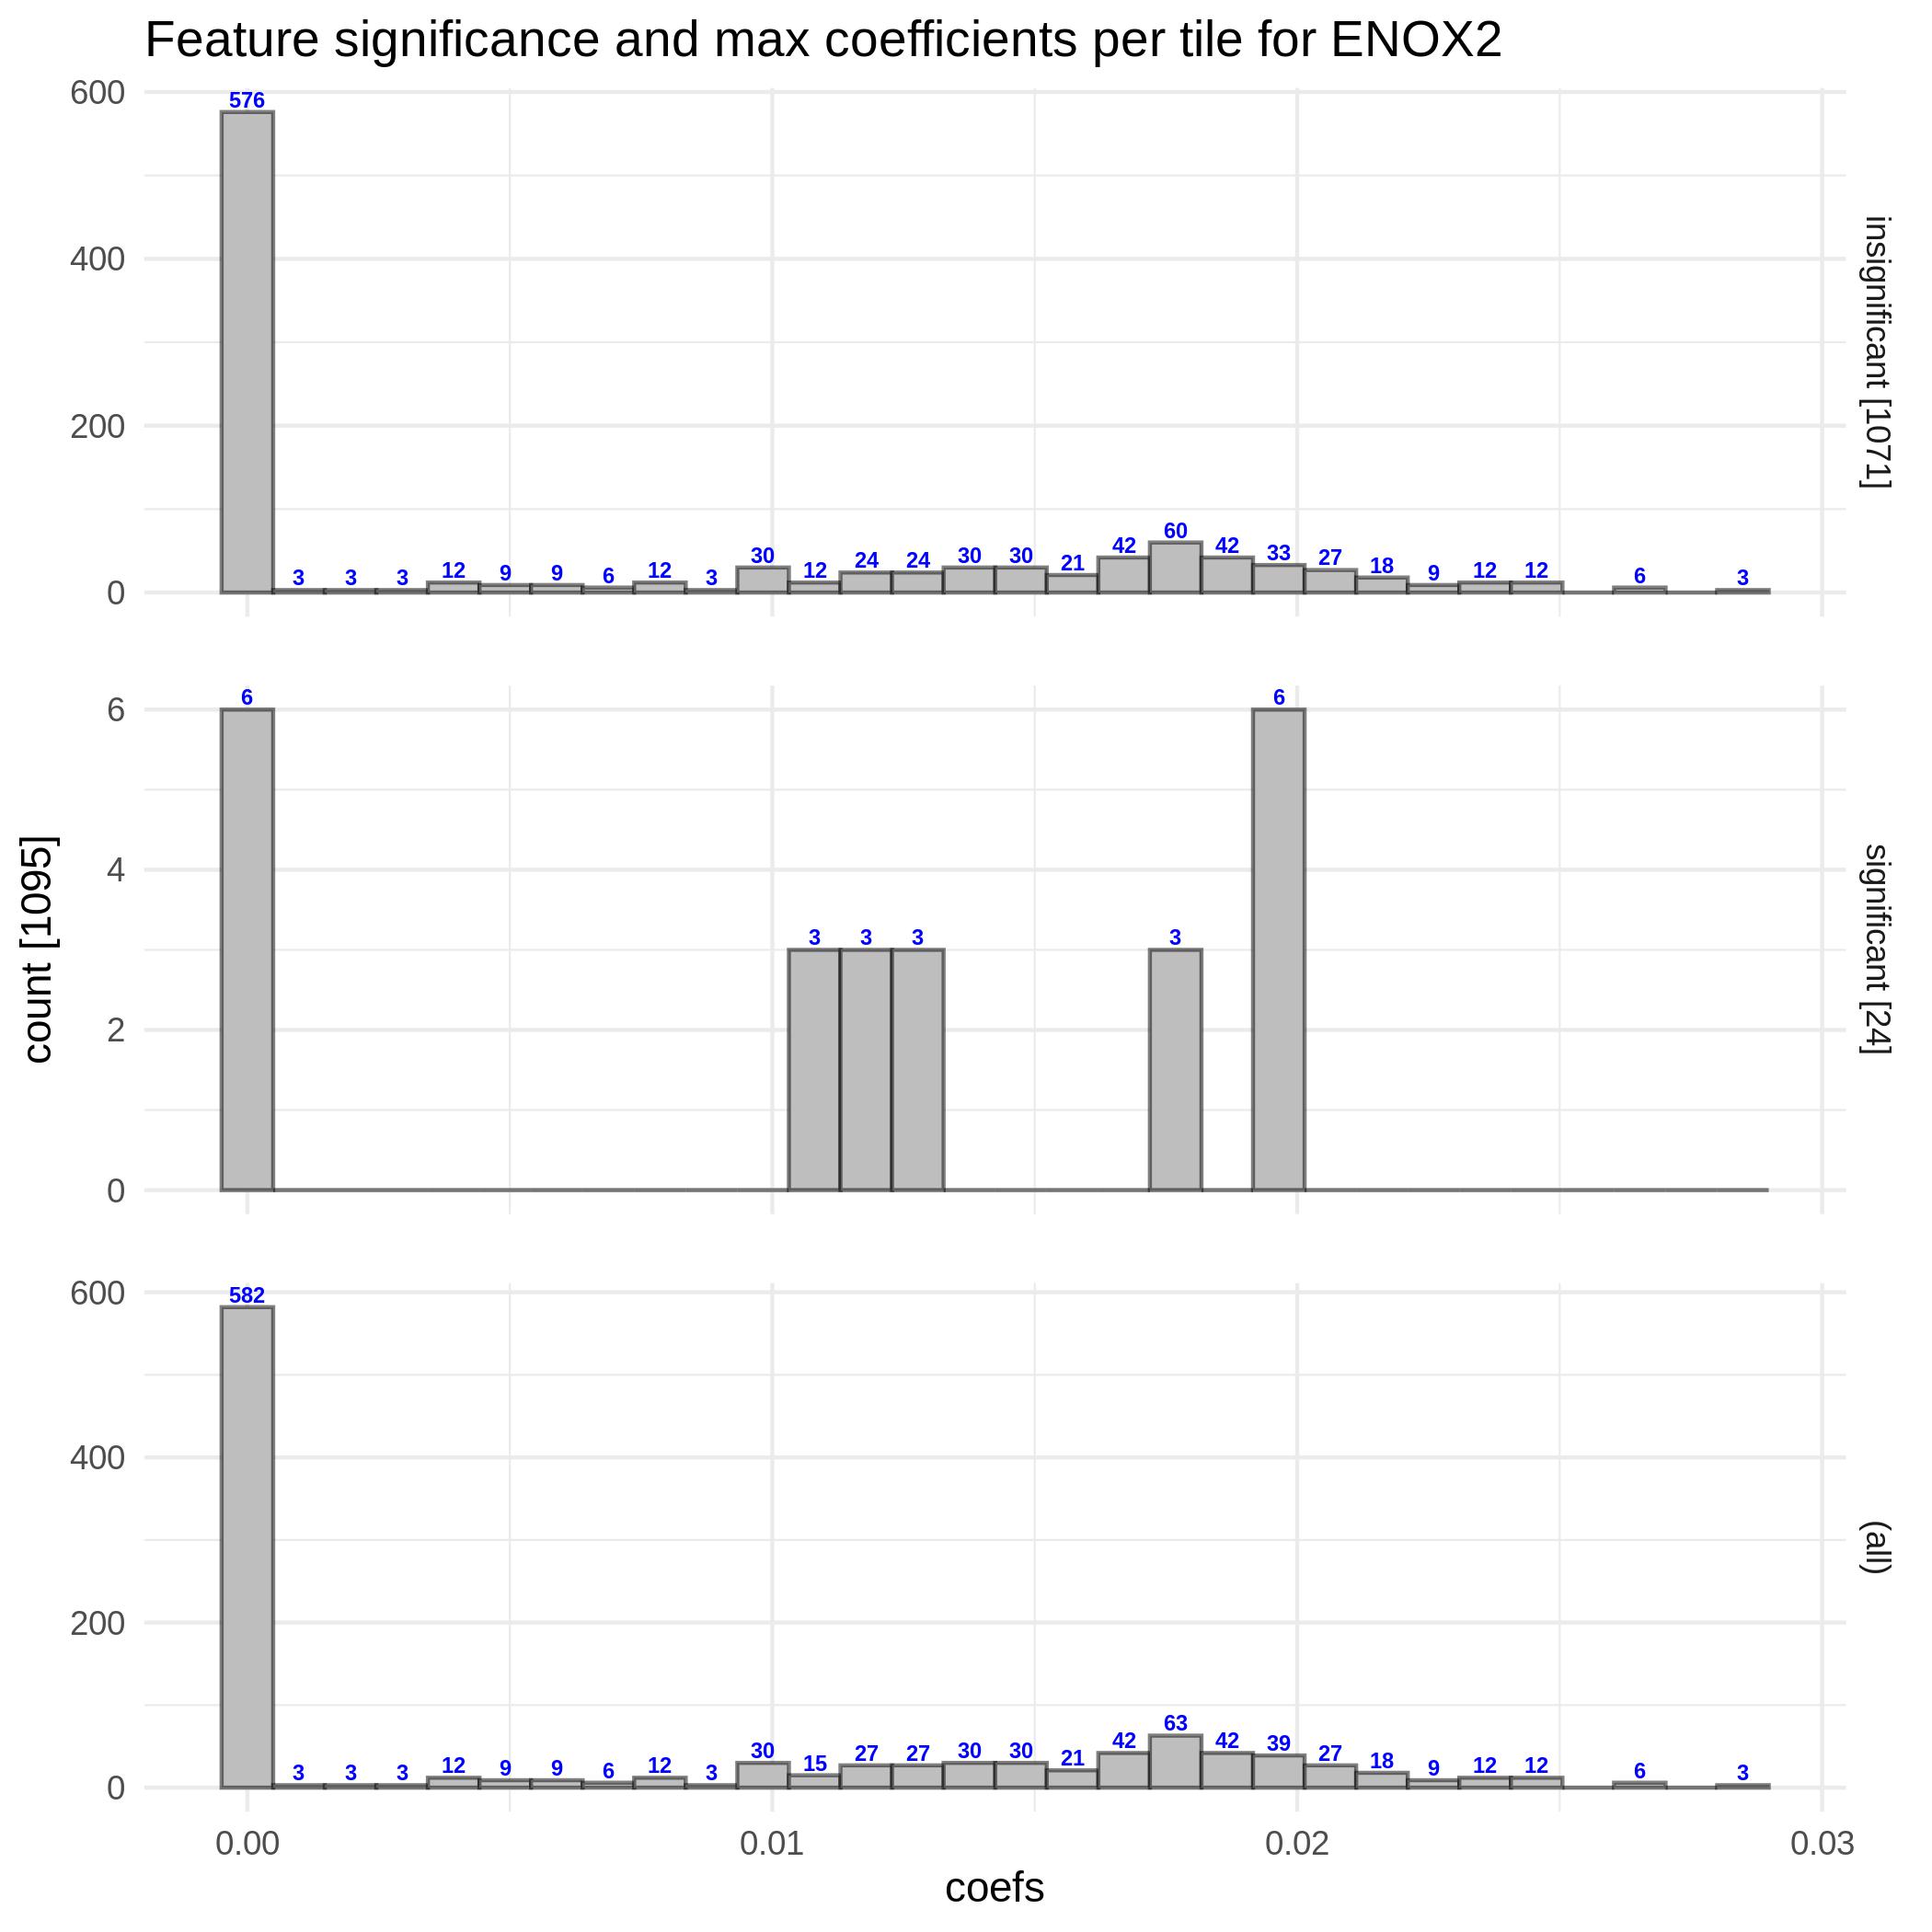 Feature significance and max coefficients per tile for ENOX2
600
400
200
0
576 3 3 3 12 9 9 6 12 3 30 12 24 24 30 30 21 42 60 42 33 27 18 9 12 12 6 3
insignificant [1071]
count [1095]
6
4
2
0
6 3 3 3 3 6
significant [24]
600
400
200
0
582 3 3 3 12 9 9 6 12 3 30 15 27 27 30 30 21 42 63 42 39 27 18 9 12 12 6 3
(all)
0.00 0.01 0.02 0.03
coefs